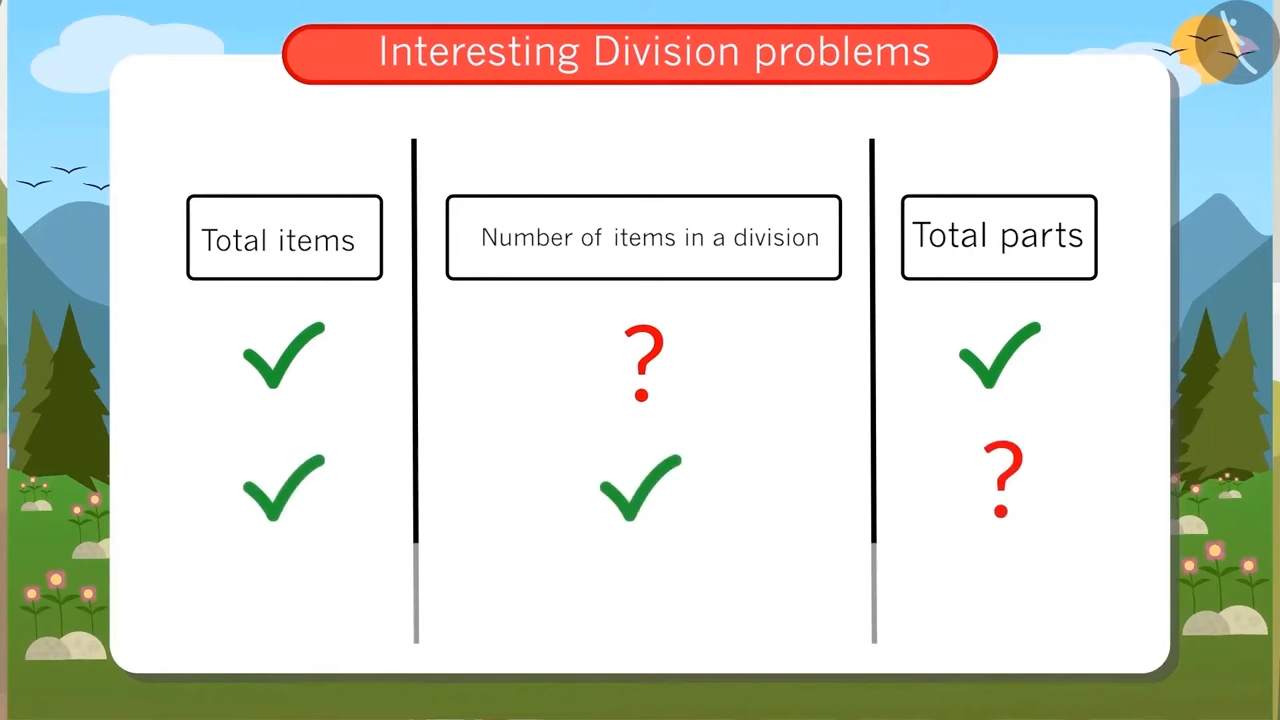 Interesting Division problems
Total items
Number of items in a division
Total parts
?
?